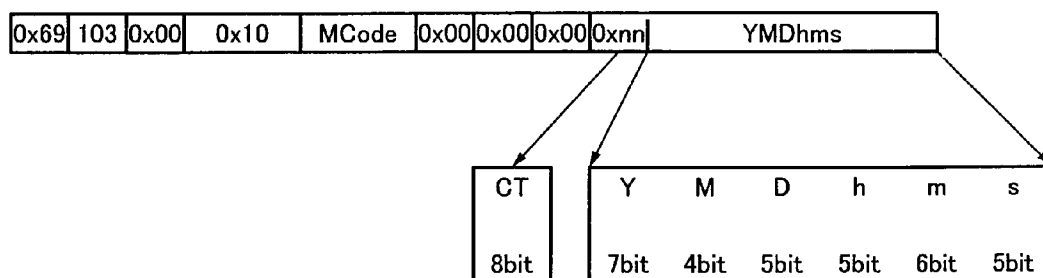 0x69 103 0x00 0x10 MCode 0x00 0x00 0x00 0xnn YMDhms
CT Y M D h m s
8bit 7bit 4bit 5bit 5bit 6bit 5bit